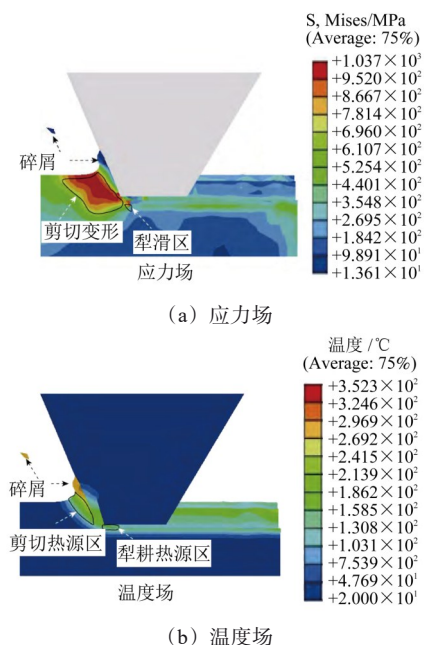 S, Mises/MPa
(Average: 75%)
+1.037×10³
+9.520×10²
+8.667×10²
+7.814×10²
+6.960×10²
+6.107×10²
+5.254×10²
+4.401×10²
+3.548×10²
+2.695×10²
+1.842×10²
+9.891×10¹
+1.361×10¹
碎屑
剪切变形
犁滑区
应力场
(a) 应力场
温度/℃
(Average: 75%)
+3.523×10²
+3.246×10²
+2.969×10²
+2.692×10²
+2.415×10²
+2.139×10²
+1.862×10²
+1.585×10²
+1.308×10²
+1.031×10²
+7.539×10¹
+4.769×10¹
+2.000×10¹
碎屑
剪切热源区
犁耕热源区
温度场
(b) 温度场